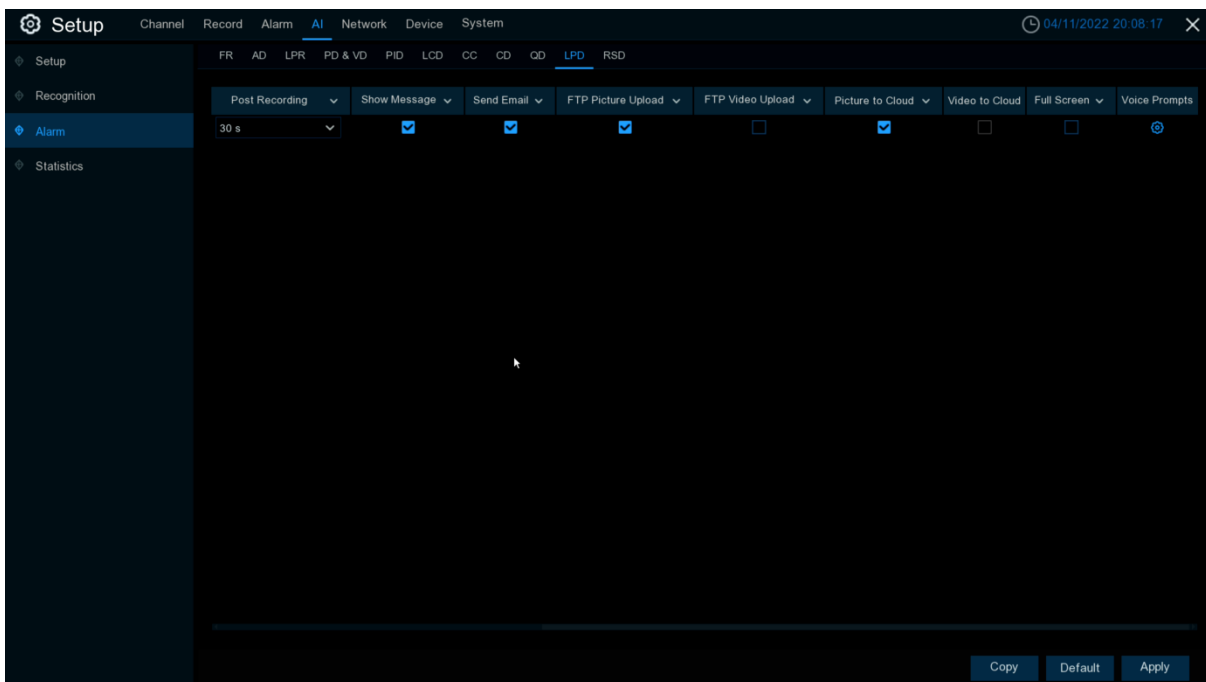 Setup Channel Record Alarm AI Network Device System 04/11/2022 20:08:17
Setup FR AD LPR PD & VD PID LCD CC CD QD LPD RSD
Recognition Post Recording Show Message Send Email FTP Picture Upload FTP Video Upload Picture to Cloud Video to Cloud Full Screen Voice Prompts
Alarm 30 s
Statistics
Copy Default Apply